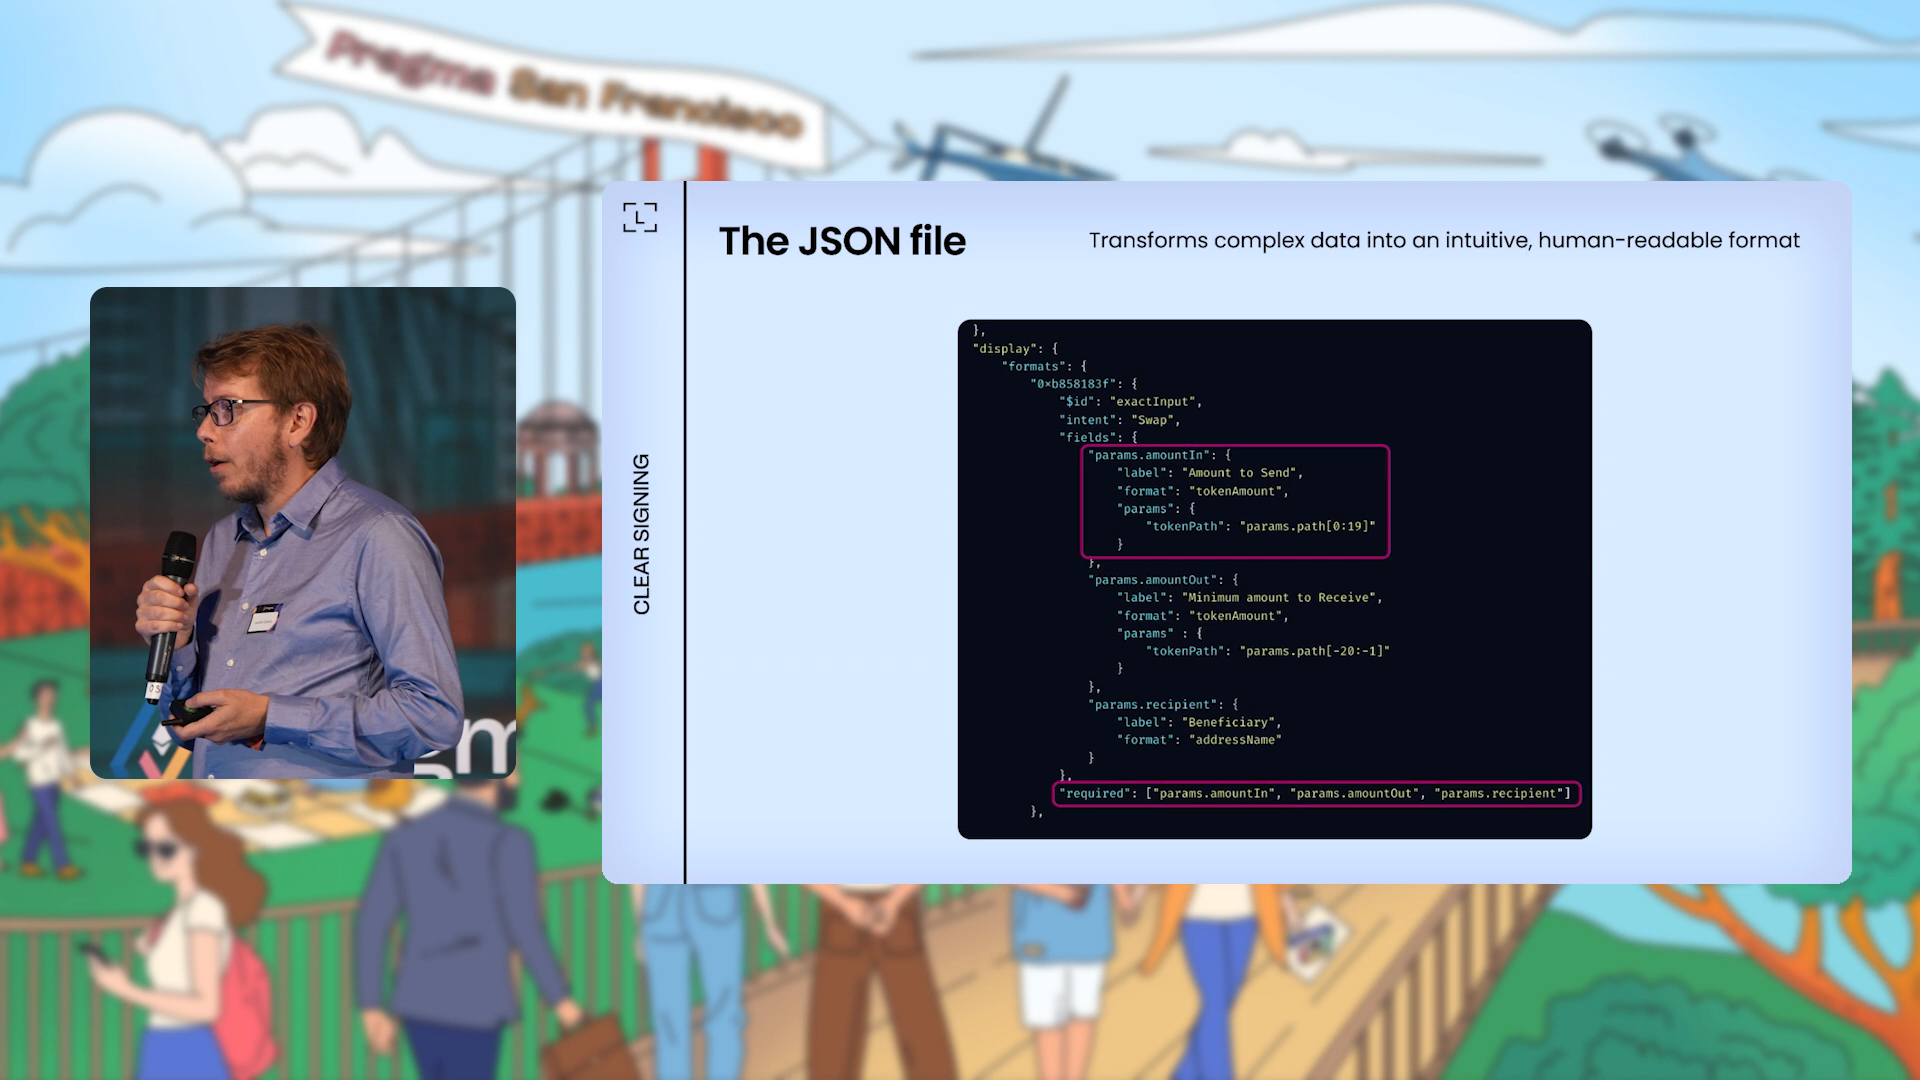 Pragma San Francisco
L
The JSON file
Transforms complex data into an intuitive, human-readable format
CLEAR SIGNING
},
"display": {
"formats": {
"0×b858183f": {
"$id": "exactInput",
"intent": "Swap",
"fields": {
"params.amountIn": {
"label": "Amount to Send",
"format": "tokenAmount",
"params": {
"tokenPath": "params.path[0:19]"
}
},
"params.amountOut": {
"label": "Minimum amount to Receive",
"format": "tokenAmount",
"params" : {
"tokenPath": "params.path[-20:-1]"
}
},
"params.recipient": {
"label": "Beneficiary",
"format": "addressName"
}
},
"required": ["params.amountIn", "params.amountOut", "params.recipient"]
},